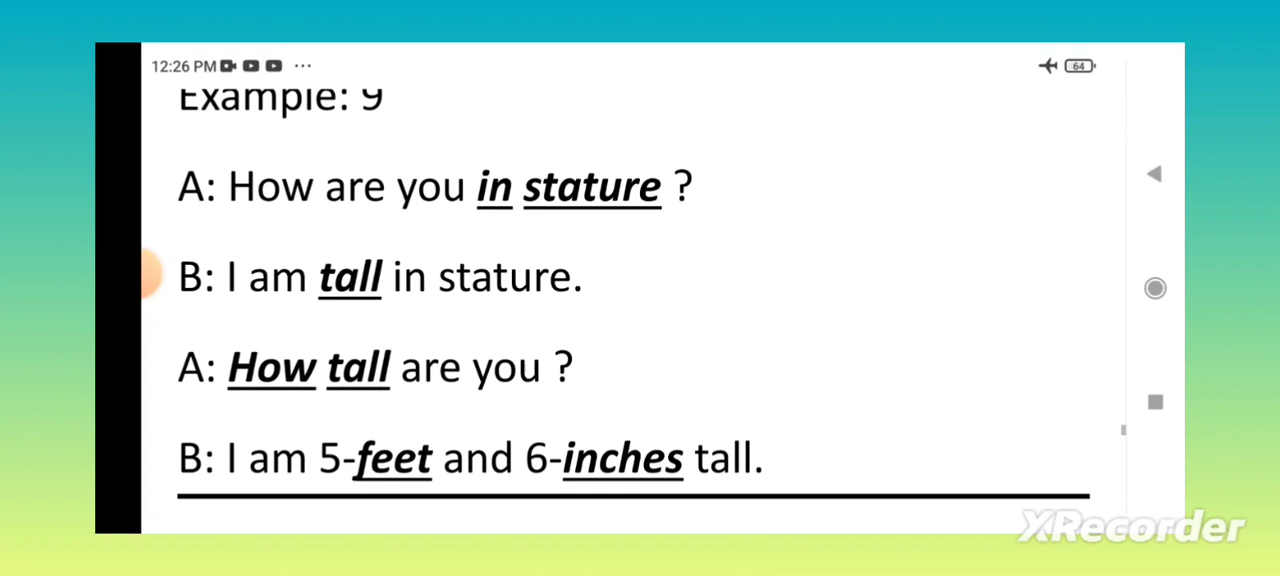 12:26 PM ...
64
Example: 9
A: How are you in stature ?
B: I am tall in stature.
A: How tall are you ?
B: I am 5-feet and 6-inches tall.
XRecorder